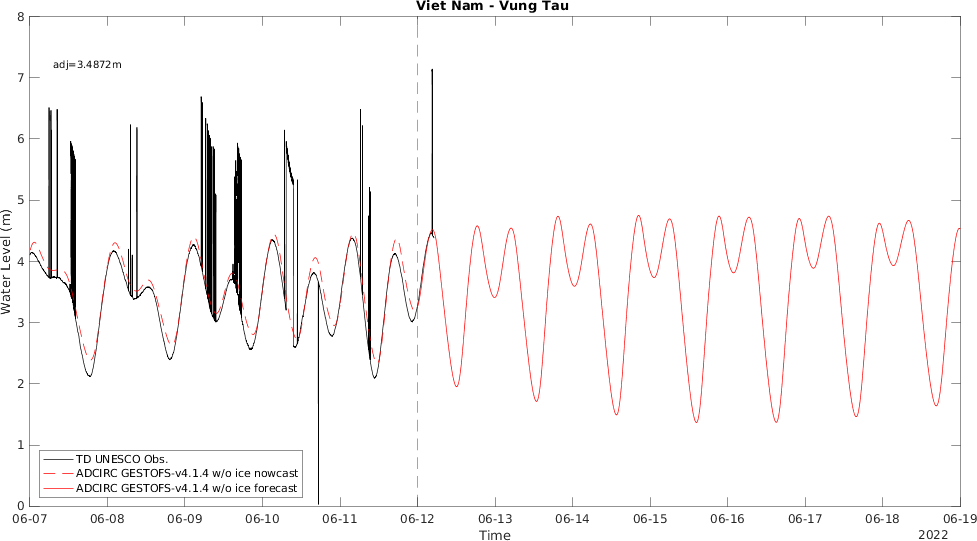 Viet Nam - Vung Tau
adj=3.4872m
Water Level (m)
8
7
6
5
4
3
2
1
0
TD UNESCO Obs.
ADCIRC GESTOFS-v4.1.4 w/o ice nowcast
ADCIRC GESTOFS-v4.1.4 w/o ice forecast
06-07 06-08 06-09 06-10 06-11 06-12 06-13 06-14 06-15 06-16 06-17 06-18 06-19
Time
2022